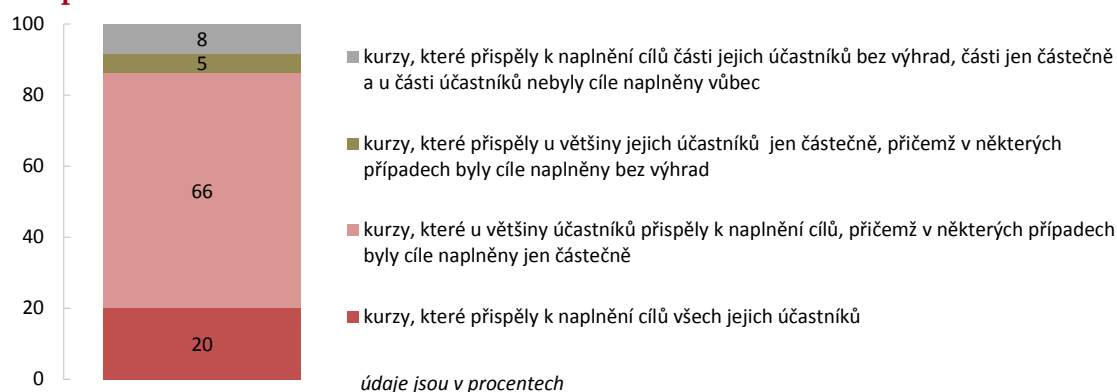 100
80
60
40
20
0
8
5
66
20
kurzy, které přispěly k naplnění cílů části jejich účastníků bez výhrad, části jen částečně
a u části účastníků nebyly cíle naplněny vůbec
kurzy, které přispěly u většiny jejich účastníků jen částečně, přičemž v některých
případech byly cíle naplněny bez výhrad
kurzy, které u většiny účastníků přispěly k naplnění cílů, přičemž v některých případech
byly cíle naplněny jen částečně
kurzy, které přispěly k naplnění cílů všech jejich účastníků
údaje jsou v procentech